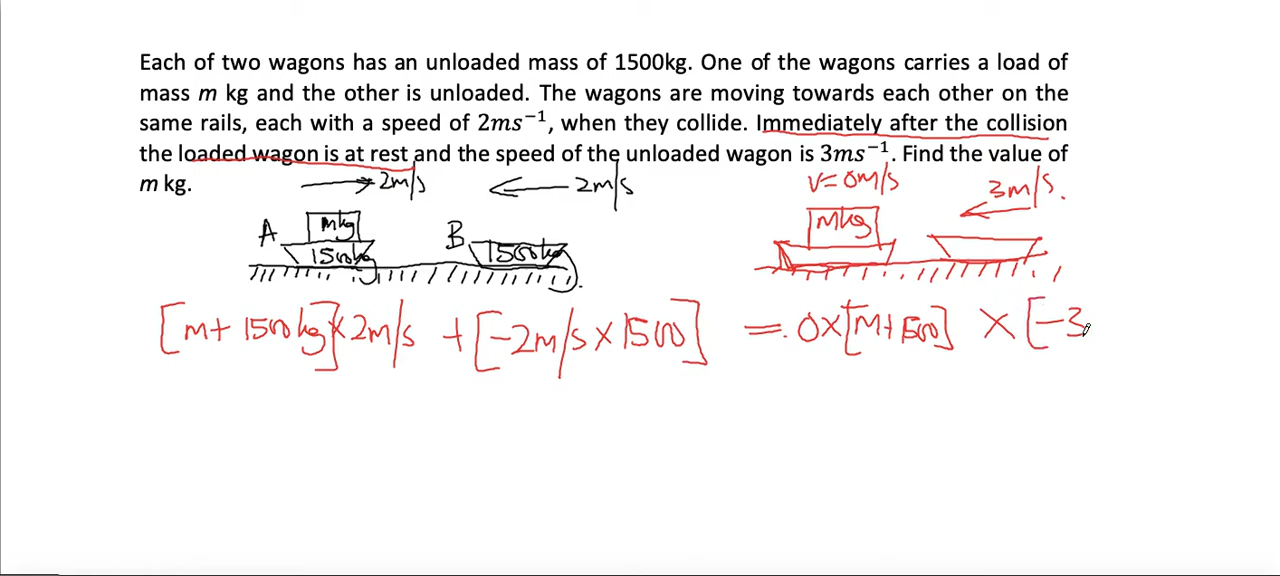 Each of two wagons has an unloaded mass of 1500kg. One of the wagons carries a load of
mass m kg and the other is unloaded. The wagons are moving towards each other on the
same rails, each with a speed of 2ms⁻¹, when they collide. Immediately after the collision
the loaded wagon is at rest and the speed of the unloaded wagon is 3ms⁻¹. Find the value of
m kg.
→ 2m/s ← 2m/s V= 0m/s 3m/s.
A mkg B Mkg
1500kg 1500kg
[m+ 1500kg] × 2m/s + [-2m/s × 1500] = 0×[M+1500] × [-3